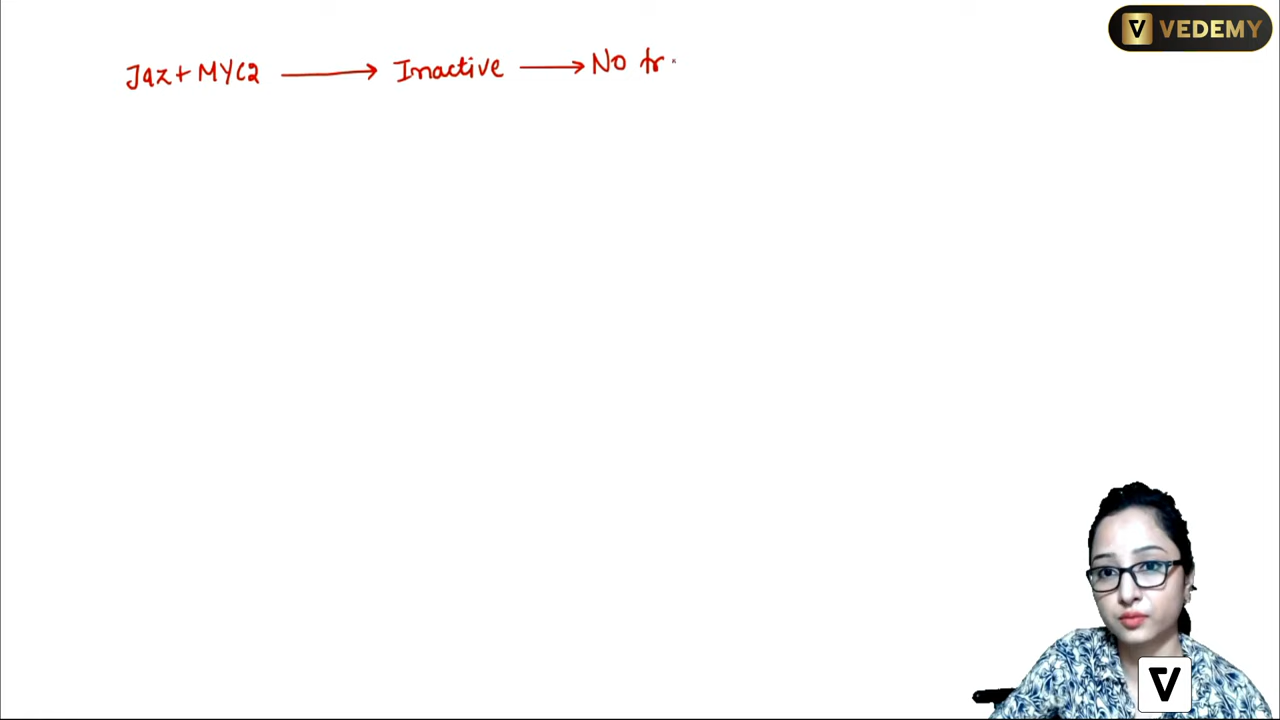 VEDEMY
Jaz + MYC2 ⟶ Inactive ⟶ No tr